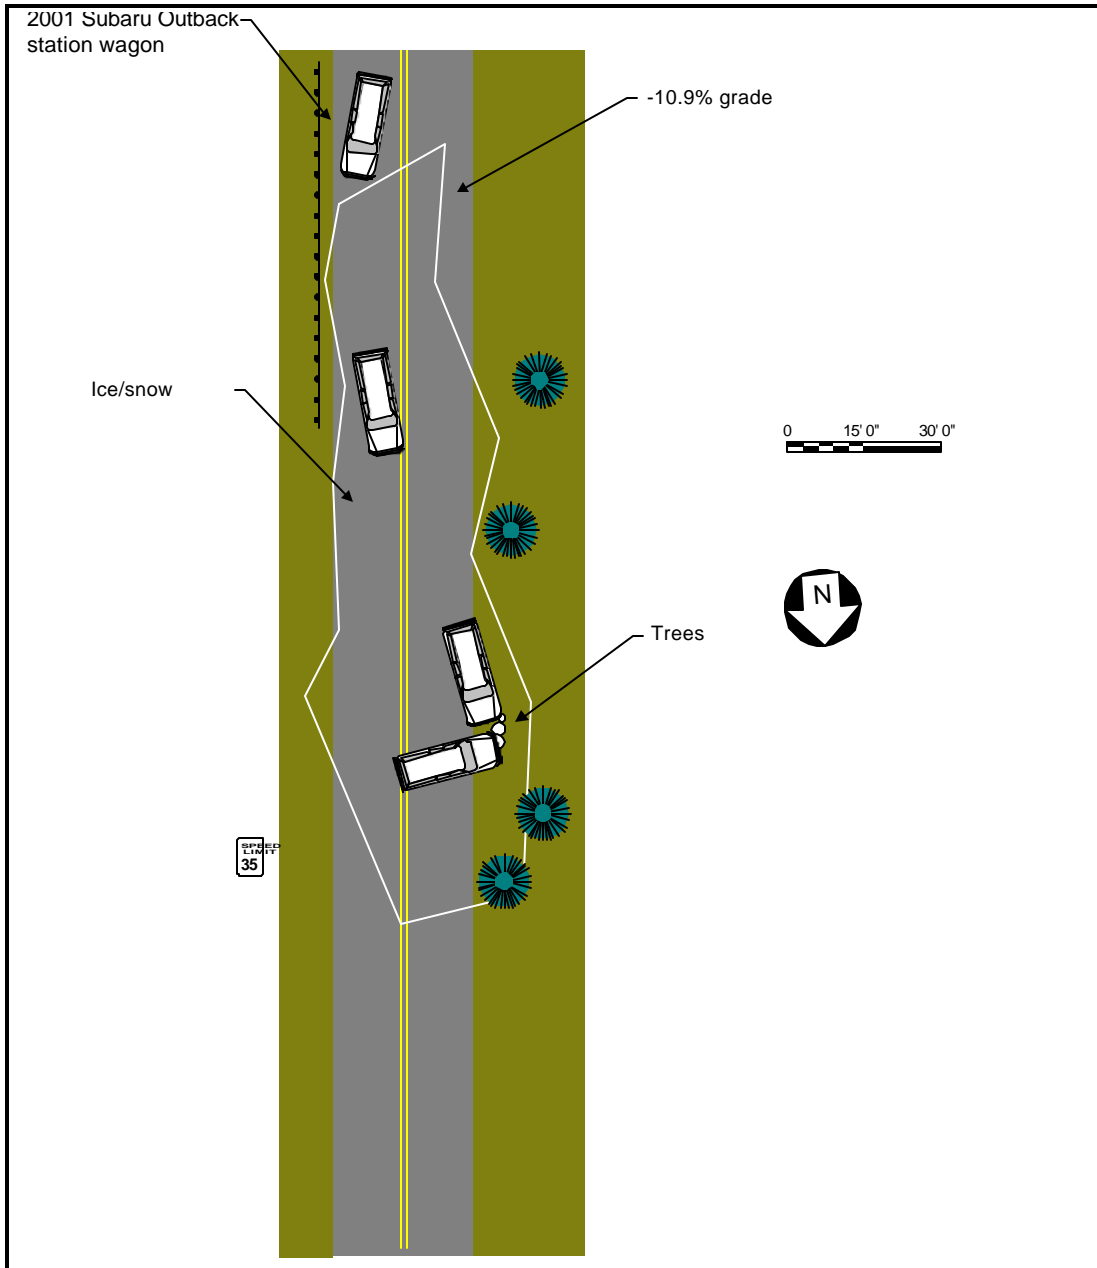 2001 Subaru Outback
station wagon
-10.9% grade
Ice/snow
0 15' 0" 30' 0"
N
Trees
SPEED
LIMIT
35